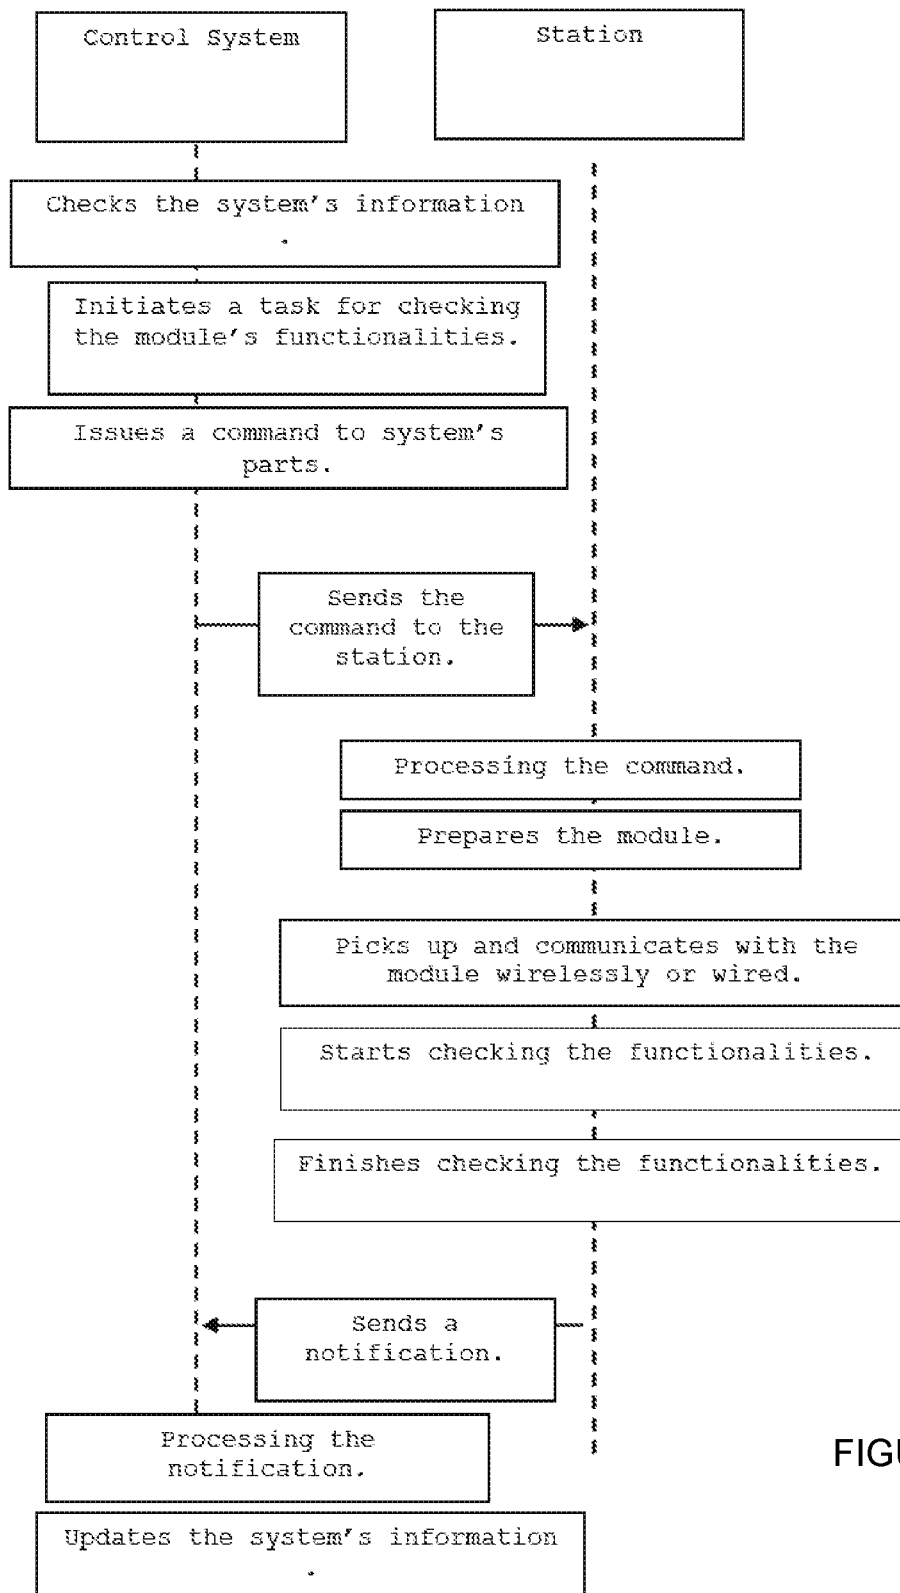 Control System
Station
Checks the system's information
.
Initiates a task for checking
the module's functionalities.
Issues a command to system's
parts.
Sends the
command to the
station.
Processing the command.
Prepares the module.
Picks up and communicates with the
module wirelessly or wired.
Starts checking the functionalities.
Finishes checking the functionalities.
Sends a
notification.
Processing the
notification.
FIGU
Updates the system's information
.